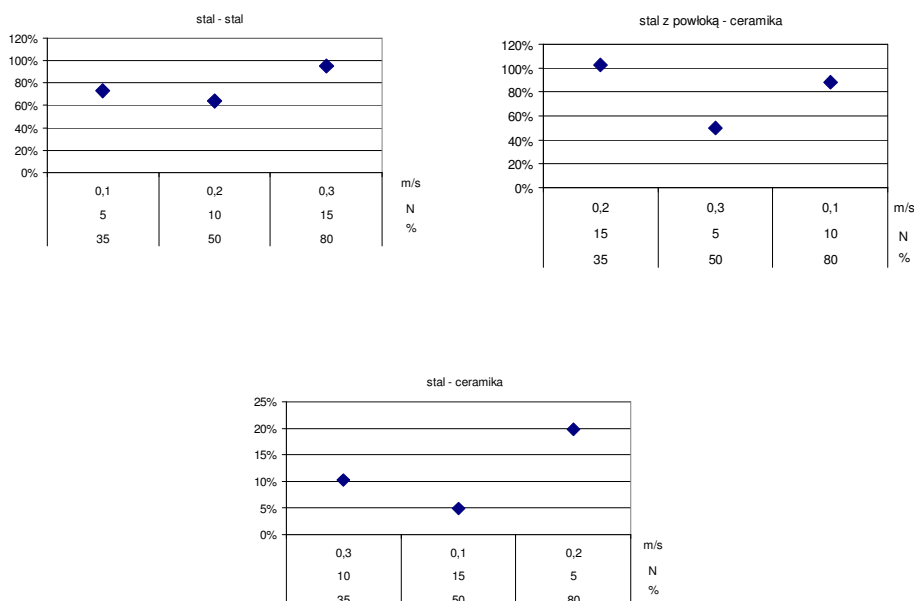 stal - stal
120%
100%
80%
60%
40%
20%
0%
0,1 0,2 0,3 m/s
5 10 15 N
35 50 80 %
stal z powłoką - ceramika
120%
100%
80%
60%
40%
20%
0%
0,2 0,3 0,1 m/s
15 5 10 N
35 50 80 %
stal - ceramika
25%
20%
15%
10%
5%
0%
0,3 0,1 0,2 m/s
10 15 5 N
35 50 80 %